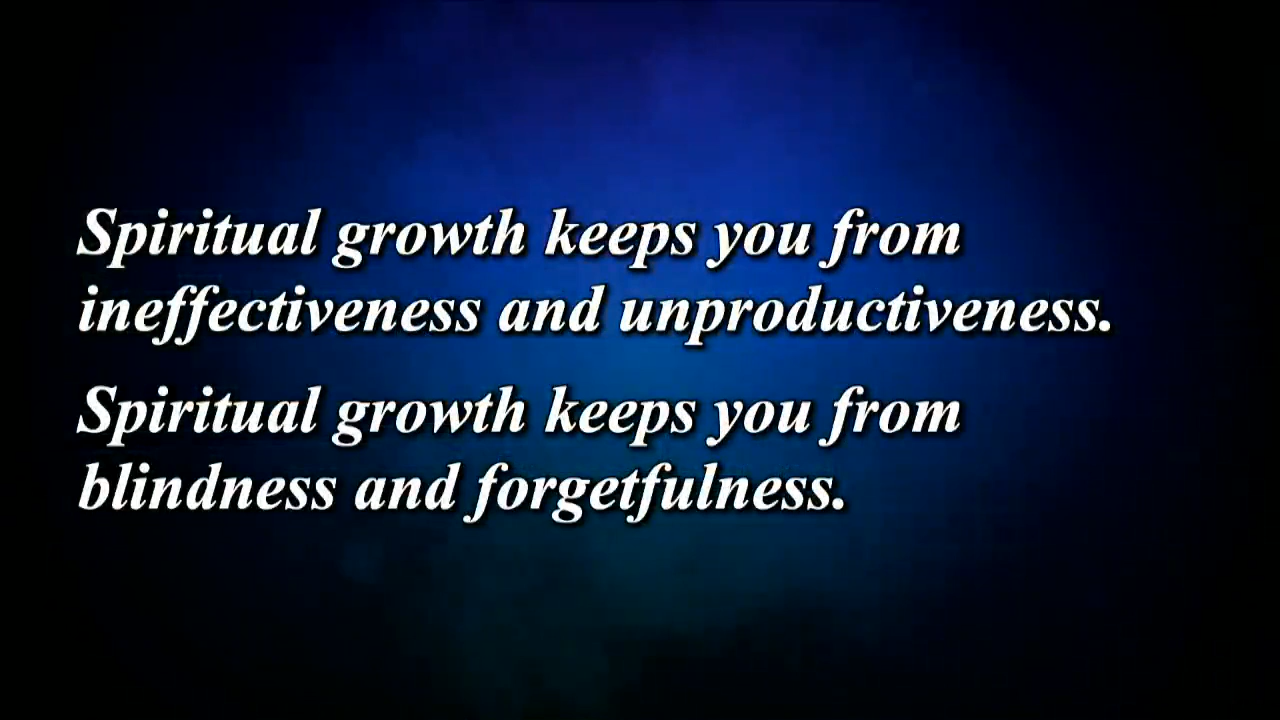 Spiritual growth keeps you from
ineffectiveness and unproductiveness.
Spiritual growth keeps you from
blindness and forgetfulness.